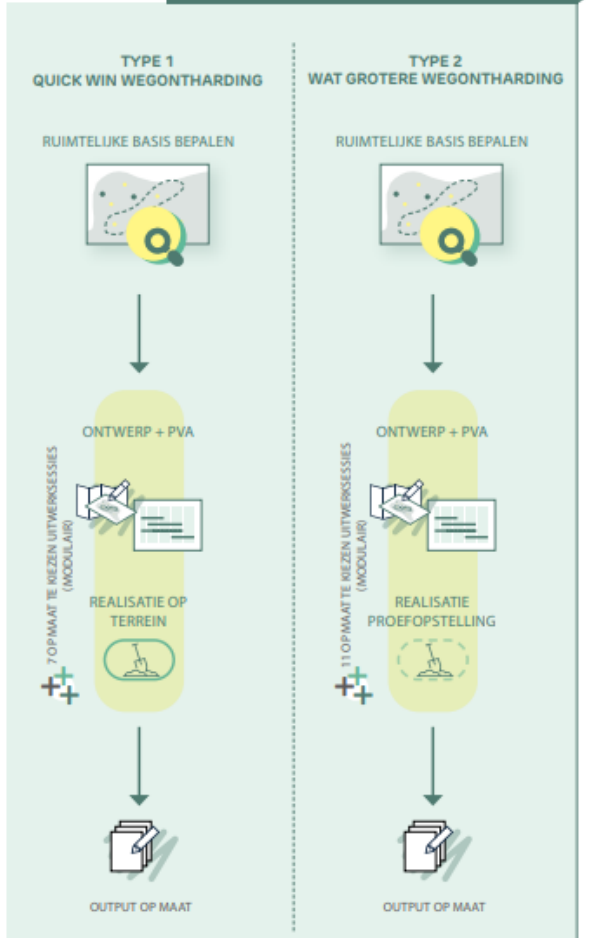 TYPE 1
QUICK WIN WEGONTHARDING
RUIMTELIJKE BASIS BEPALEN
ONTWERP + PVA
7 OP MAAT TE KIEZEN UITWERKSESSIES
(MODULAIR)
REALISATIE OP
TERREIN
OUTPUT OP MAAT
TYPE 2
WAT GROTERE WEGONTHARDING
RUIMTELIJKE BASIS BEPALEN
ONTWERP + PVA
11 OP MAAT TE KIEZEN UITWERKSESSIES
(MODULAIR)
REALISATIE
PROEFOPSTELLING
OUTPUT OP MAAT